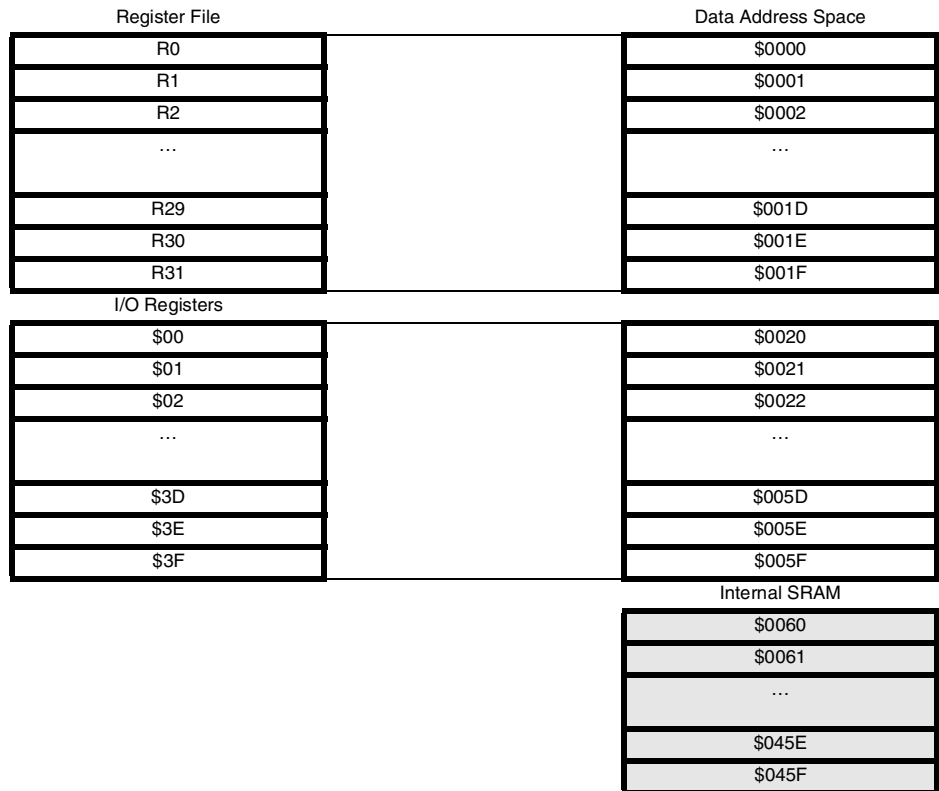 Register File Data Address Space
R0 $0000
R1 $0001
R2 $0002
... ...
R29 $001D
R30 $001E
R31 $001F
I/O Registers
$00 $0020
$01 $0021
$02 $0022
... ...
$3D $005D
$3E $005E
$3F $005F
Internal SRAM
$0060
$0061
...
$045E
$045F